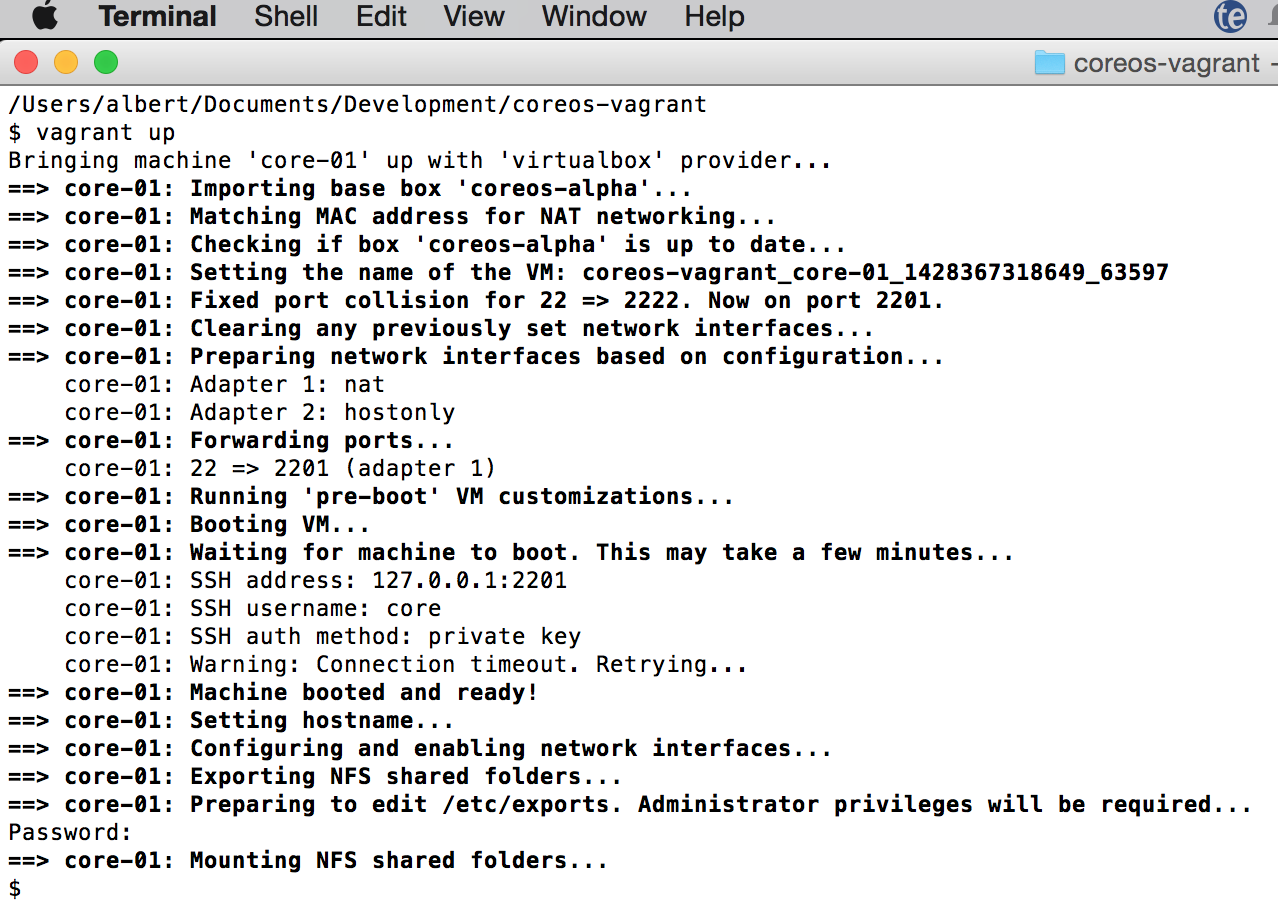 Terminal Shell Edit View Window Help te
coreos-vagrant -
/Users/albert/Documents/Development/coreos-vagrant
$ vagrant up
Bringing machine 'core-01' up with 'virtualbox' provider...
==> core-01: Importing base box 'coreos-alpha'...
==> core-01: Matching MAC address for NAT networking...
==> core-01: Checking if box 'coreos-alpha' is up to date...
==> core-01: Setting the name of the VM: coreos-vagrant_core-01_1428367318649_63597
==> core-01: Fixed port collision for 22 => 2222. Now on port 2201.
==> core-01: Clearing any previously set network interfaces...
==> core-01: Preparing network interfaces based on configuration...
    core-01: Adapter 1: nat
    core-01: Adapter 2: hostonly
==> core-01: Forwarding ports...
    core-01: 22 => 2201 (adapter 1)
==> core-01: Running 'pre-boot' VM customizations...
==> core-01: Booting VM...
==> core-01: Waiting for machine to boot. This may take a few minutes...
    core-01: SSH address: 127.0.0.1:2201
    core-01: SSH username: core
    core-01: SSH auth method: private key
    core-01: Warning: Connection timeout. Retrying...
==> core-01: Machine booted and ready!
==> core-01: Setting hostname...
==> core-01: Configuring and enabling network interfaces...
==> core-01: Exporting NFS shared folders...
==> core-01: Preparing to edit /etc/exports. Administrator privileges will be required...
Password:
==> core-01: Mounting NFS shared folders...
$